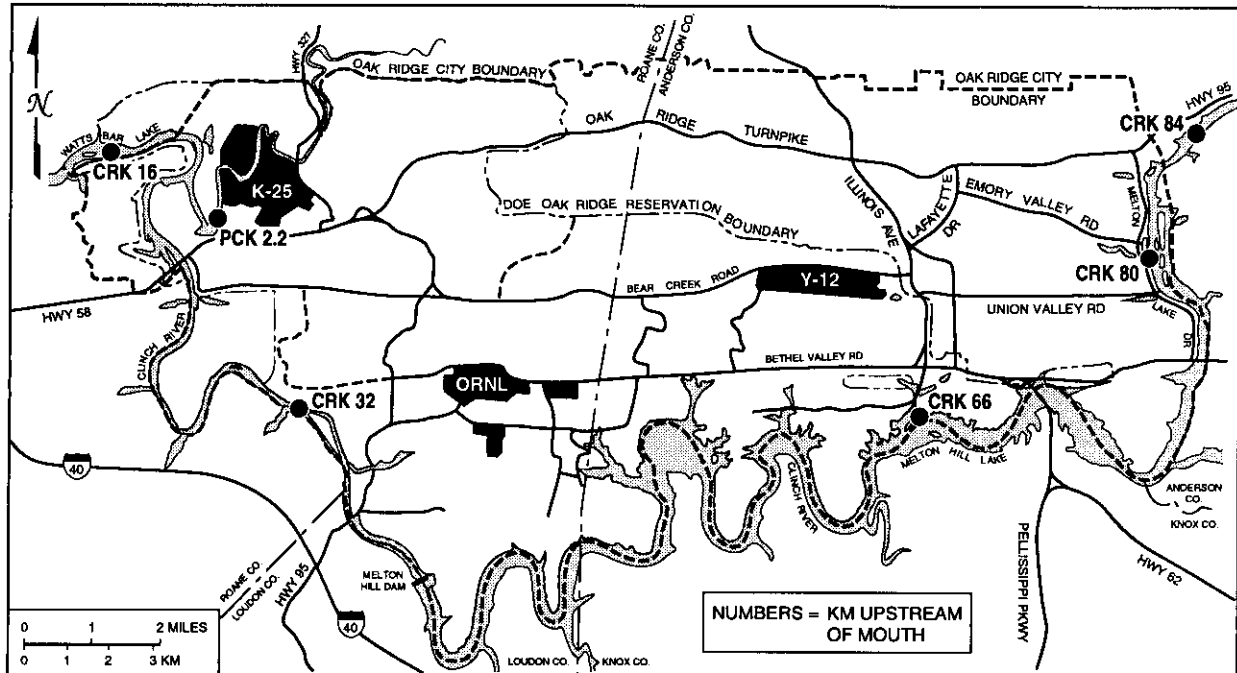 N
HWY 327
OAK RIDGE CITY BOUNDARY
ROANE CO.
ANDERSON CO.
OAK RIDGE CITY
BOUNDARY
HWY 95
CRK 84
WATTS BAR LAKE
CRK 16
K-25
PCK 2.2
OAK RIDGE TURNPIKE
ILLINOIS AVE
LAFAYETTE DR
EMORY VALLEY RD
MELTON LAKE DR
DOE OAK RIDGE RESERVATION BOUNDARY
CRK 80
Y-12
BEAR CREEK ROAD
UNION VALLEY RD
HWY 58
CLINCH RIVER
BETHEL VALLEY RD
ORNL
CRK 32
CRK 66
MELTON HILL LAKE
CLINCH RIVER
40
ANDERSON CO.
KNOX CO.
PELLISSIPPI PKWY
HWY 62
ROANE CO.
LOUDON CO.
HWY 95
MELTON
HILL DAM
40
NUMBERS = KM UPSTREAM
OF MOUTH
0 1 2 MILES
0 1 2 3 KM
LOUDON CO.
KNOX CO.